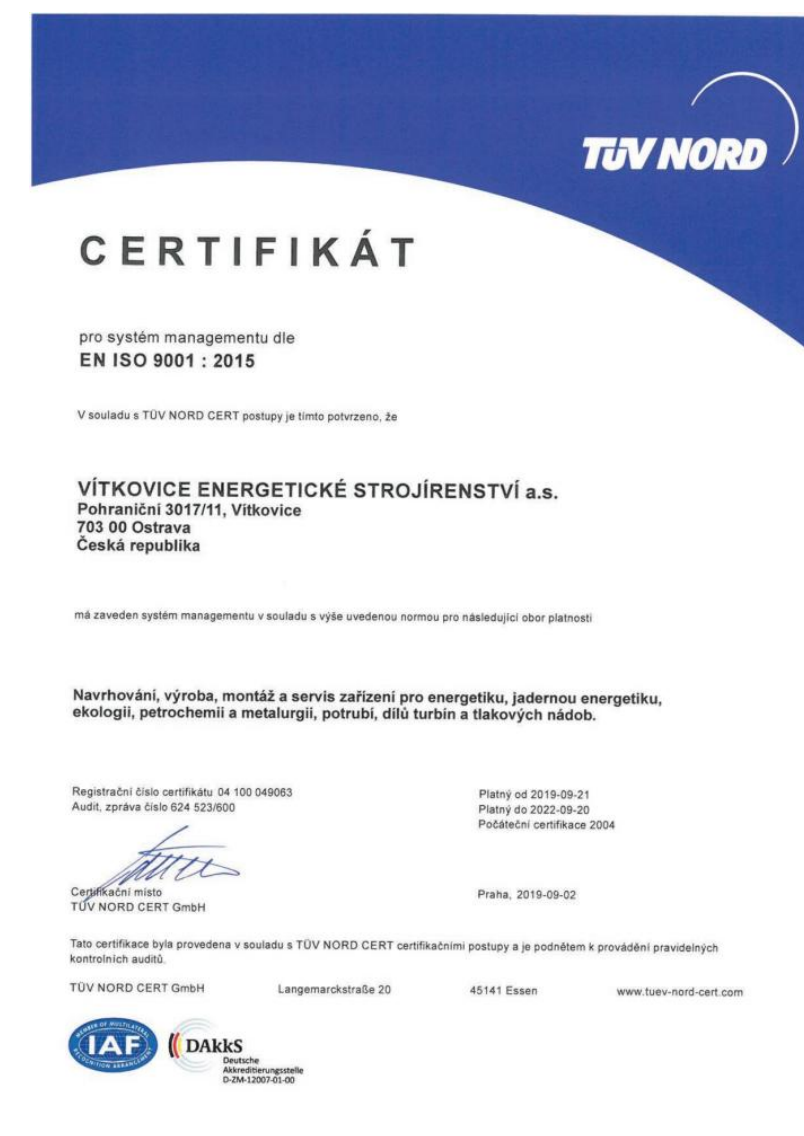 TÜV NORD
CERTIFIKÁT
pro systém managementu dle
EN ISO 9001 : 2015
V souladu s TÜV NORD CERT postupy je tímto potvrzeno, že
VÍTKOVICE ENERGETICKÉ STROJÍRENSTVÍ a.s.
Pohraniční 3017/11, Vítkovice
703 00 Ostrava
Česká republika
má zaveden systém managementu v souladu s výše uvedenou normou pro následující obor platnosti
Navrhování, výroba, montáž a servis zařízení pro energetiku, jadernou energetiku,
ekologii, petrochemii a metalurgii, potrubí, dílů turbín a tlakových nádob.
Registrační číslo certifikátu 04 100 049063
Audit, zpráva číslo 624 523/600
Platný od 2019-09-21
Platný do 2022-09-20
Počáteční certifikace 2004
Certifikační místo
TÜV NORD CERT GmbH
Praha, 2019-09-02
Tato certifikace byla provedena v souladu s TÜV NORD CERT certifikačními postupy a je podnětem k provádění pravidelných
kontrolních auditů.
TÜV NORD CERT GmbH Langemarckstraße 20 45141 Essen www.tuev-nord-cert.com
MEMBER OF MULTILATERAL
IAF
RECOGNITION ARRANGEMENT
DAkkS
Deutsche
Akkreditierungsstelle
D-ZM-12007-01-00